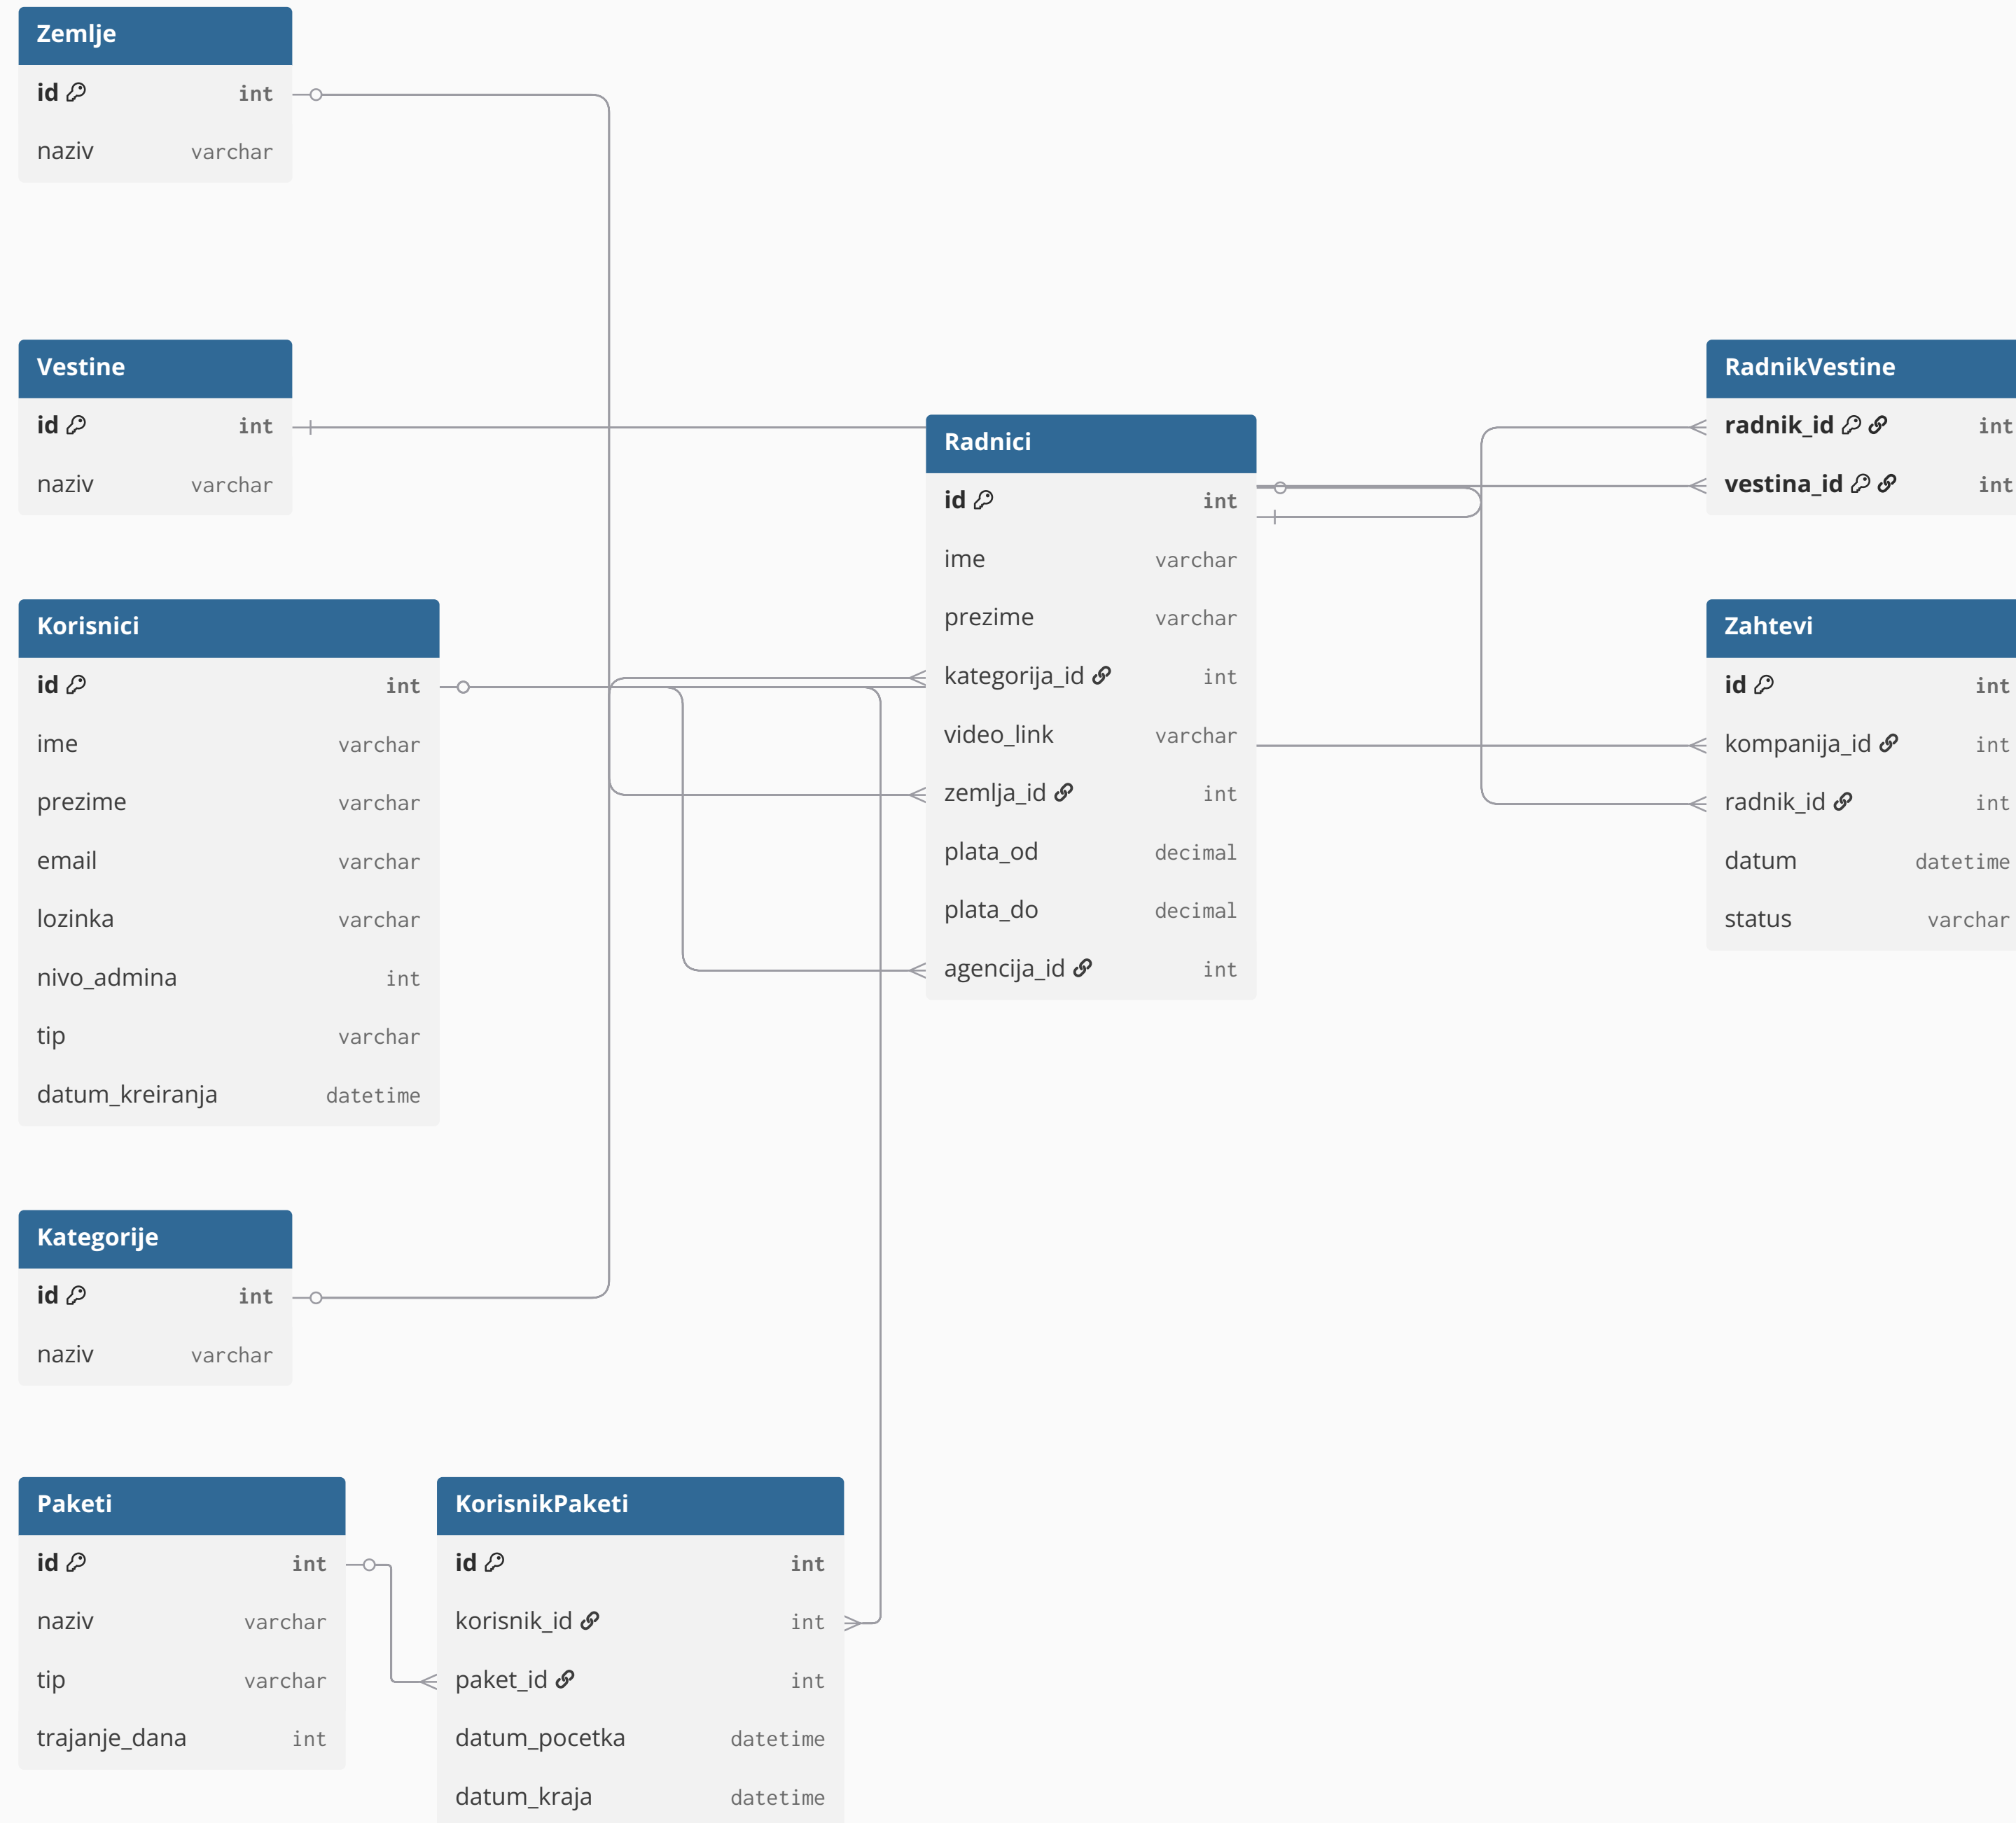 Zemlje
id int
naziv varchar
Vestine
id int
naziv varchar
Korisnici
id int
ime varchar
prezime varchar
email varchar
lozinka varchar
nivo_admina int
tip varchar
datum_kreiranja datetime
Kategorije
id int
naziv varchar
Paketi
id int
naziv varchar
tip varchar
trajanje_dana int
KorisnikPaketi
id int
korisnik_id int
paket_id int
datum_pocetka datetime
datum_kraja datetime
Radnici
id int
ime varchar
prezime varchar
kategorija_id int
video_link varchar
zemlja_id int
plata_od decimal
plata_do decimal
agencija_id int
RadnikVestine
radnik_id int
vestina_id int
Zahtevi
id int
kompanija_id int
radnik_id int
datum datetime
status varchar